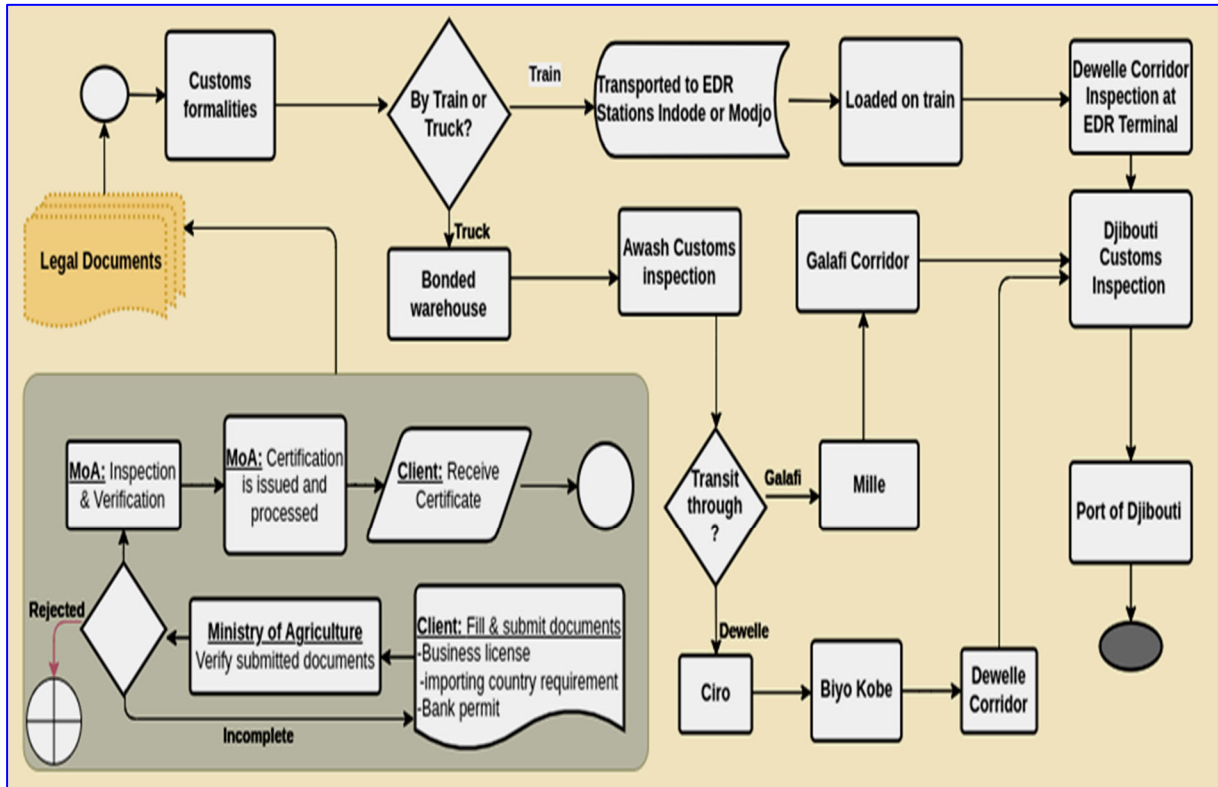 Customs
formalities
By Train or
Truck?
Train
Transported to EDR
Stations Indode or Modjo
Loaded on train
Dewelle Corridor
Inspection at
EDR Terminal
Legal Documents
Truck
Bonded
warehouse
Awash Customs
inspection
Galafi Corridor
Djibouti
Customs
Inspection
MoA: Inspection
& Verification
MoA: Certification
is issued and
processed
Client: Receive
Certificate
Transit
through
?
Galafi
Mille
Port of Djibouti
Rejected
Ministry of Agriculture
Verify submitted documents
Client: Fill & submit documents
-Business license
-importing country requirement
-Bank permit
Incomplete
Dewelle
Ciro
Biyo Kobe
Dewelle
Corridor